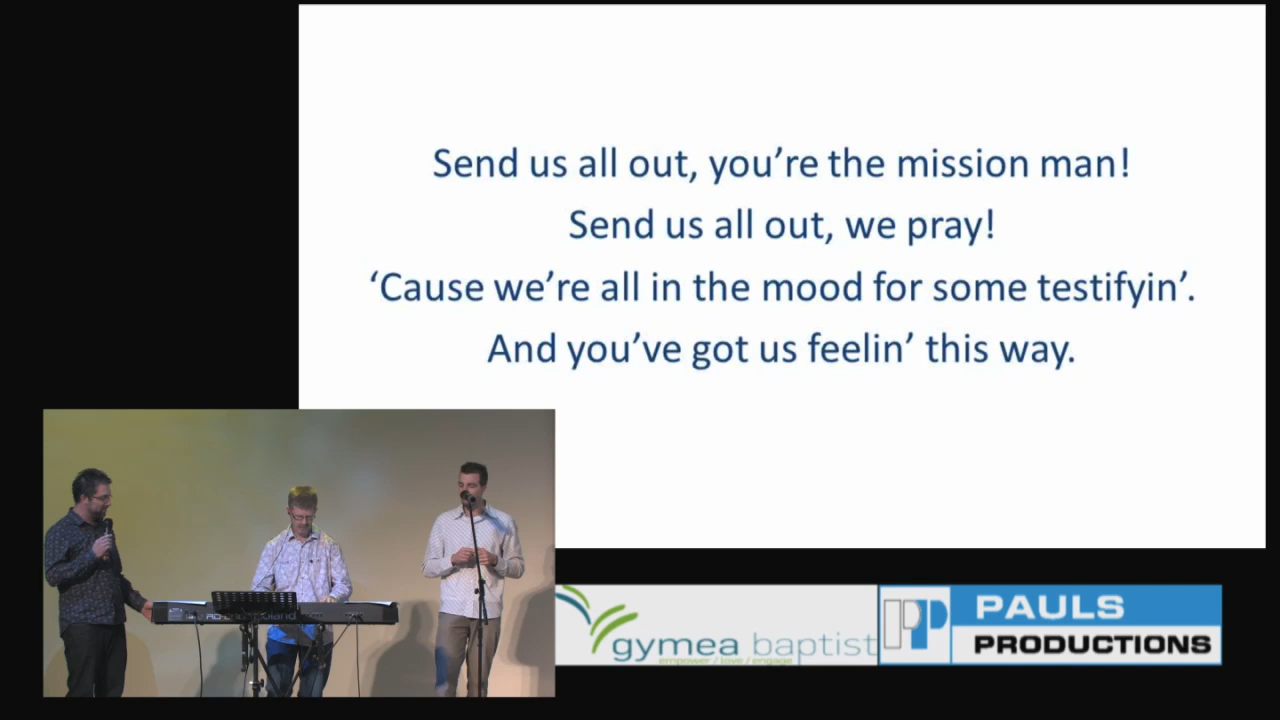 Send us all out, you’re the mission man!
Send us all out, we pray!
‘Cause we’re all in the mood for some testifyin’.
And you’ve got us feelin’ this way.
Roland
gymea baptist
empower / love / engage
PAULS
PRODUCTIONS